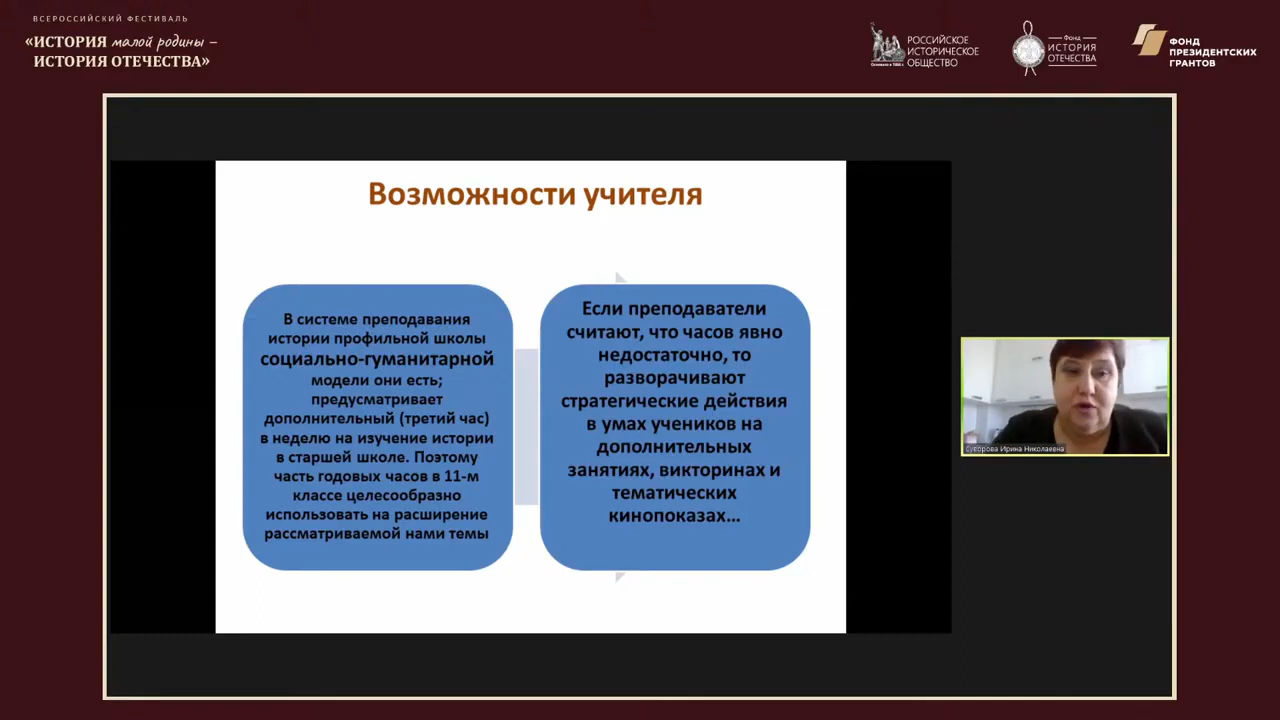 ВСЕРОССИЙСКИЙ ФЕСТИВАЛЬ
«ИСТОРИЯ малой родины –
ИСТОРИЯ ОТЕЧЕСТВА»
РОССИЙСКОЕ
ИСТОРИЧЕСКОЕ
ОБЩЕСТВО
Основано в 1866 г.
Фонд
ИСТОРИЯ
ОТЕЧЕСТВА
ФОНД
ПРЕЗИДЕНТСКИХ
ГРАНТОВ
Возможности учителя
В системе преподавания
истории профильной школы
социально-гуманитарной
модели они есть;
предусматривает
дополнительный (третий час)
в неделю на изучение истории
в старшей школе. Поэтому
часть годовых часов в 11-м
классе целесообразно
использовать на расширение
рассматриваемой нами темы
Если преподаватели
считают, что часов явно
недостаточно, то
разворачивают
стратегические действия
в умах учеников на
дополнительных
занятиях, викторинах и
тематических
кинопоказах...
Суворова Ирина Николаевна